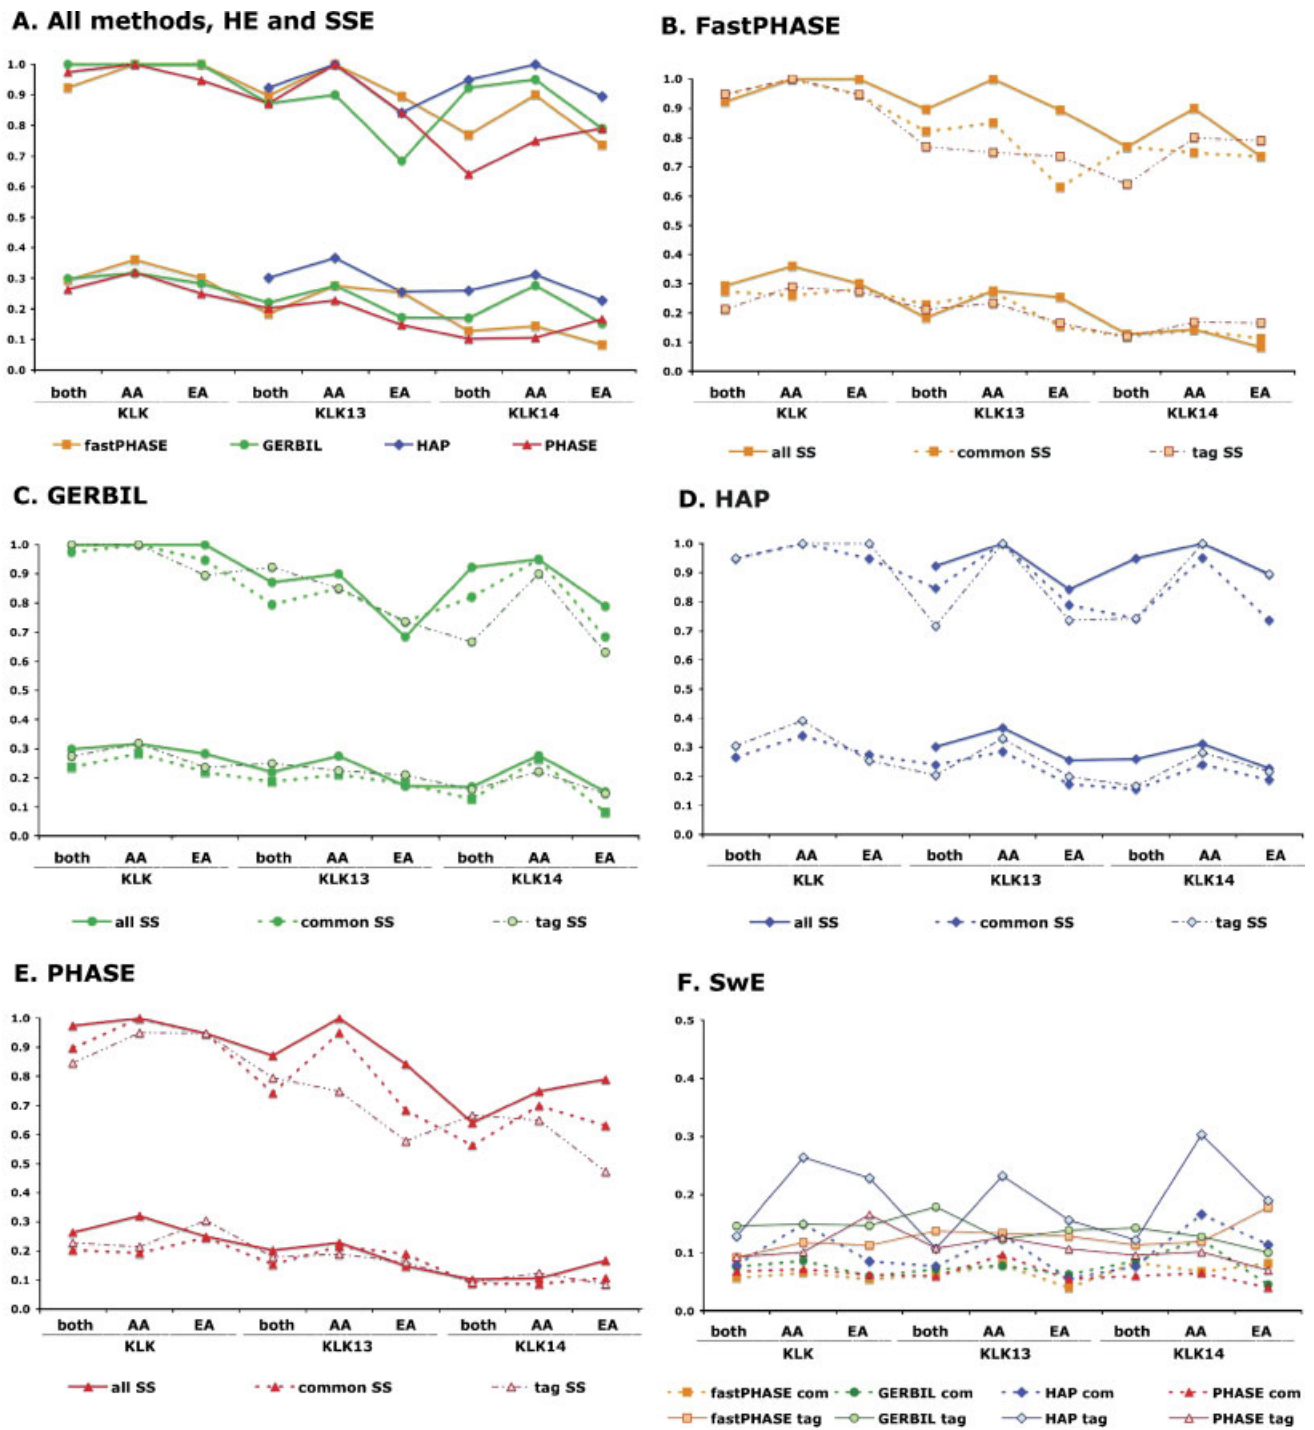 A. All methods, HE and SSE
1.0
0.9
0.8
0.7
0.6
0.5
0.4
0.3
0.2
0.1
0.0
both AA EA both AA EA both AA EA
KLK KLK13 KLK14
fastPHASE GERBIL HAP PHASE
B. FastPHASE
1.0
0.9
0.8
0.7
0.6
0.5
0.4
0.3
0.2
0.1
0.0
both AA EA both AA EA both AA EA
KLK KLK13 KLK14
all SS common SS tag SS
C. GERBIL
1.0
0.9
0.8
0.7
0.6
0.5
0.4
0.3
0.2
0.1
0.0
both AA EA both AA EA both AA EA
KLK KLK13 KLK14
all SS common SS tag SS
D. HAP
1.0
0.9
0.8
0.7
0.6
0.5
0.4
0.3
0.2
0.1
0.0
both AA EA both AA EA both AA EA
KLK KLK13 KLK14
all SS common SS tag SS
E. PHASE
1.0
0.9
0.8
0.7
0.6
0.5
0.4
0.3
0.2
0.1
0.0
both AA EA both AA EA both AA EA
KLK KLK13 KLK14
all SS common SS tag SS
F. SwE
0.5
0.4
0.3
0.2
0.1
0.0
both AA EA both AA EA both AA EA
KLK KLK13 KLK14
fastPHASE com GERBIL com HAP com PHASE com
fastPHASE tag GERBIL tag HAP tag PHASE tag